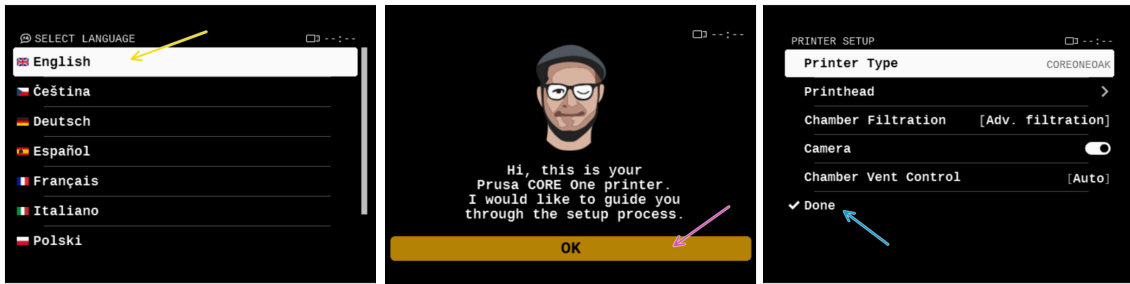 SELECT LANGUAGE --:--
English
Čeština
Deutsch
Español
Français
Italiano
Polski
--:--
Hi, this is your
Prusa CORE One printer.
I would like to guide you
through the setup process.
OK
PRINTER SETUP --:--
Printer Type COREONEOAK
Printhead
Chamber Filtration [Adv. filtration]
Camera
Chamber Vent Control [Auto]
Done